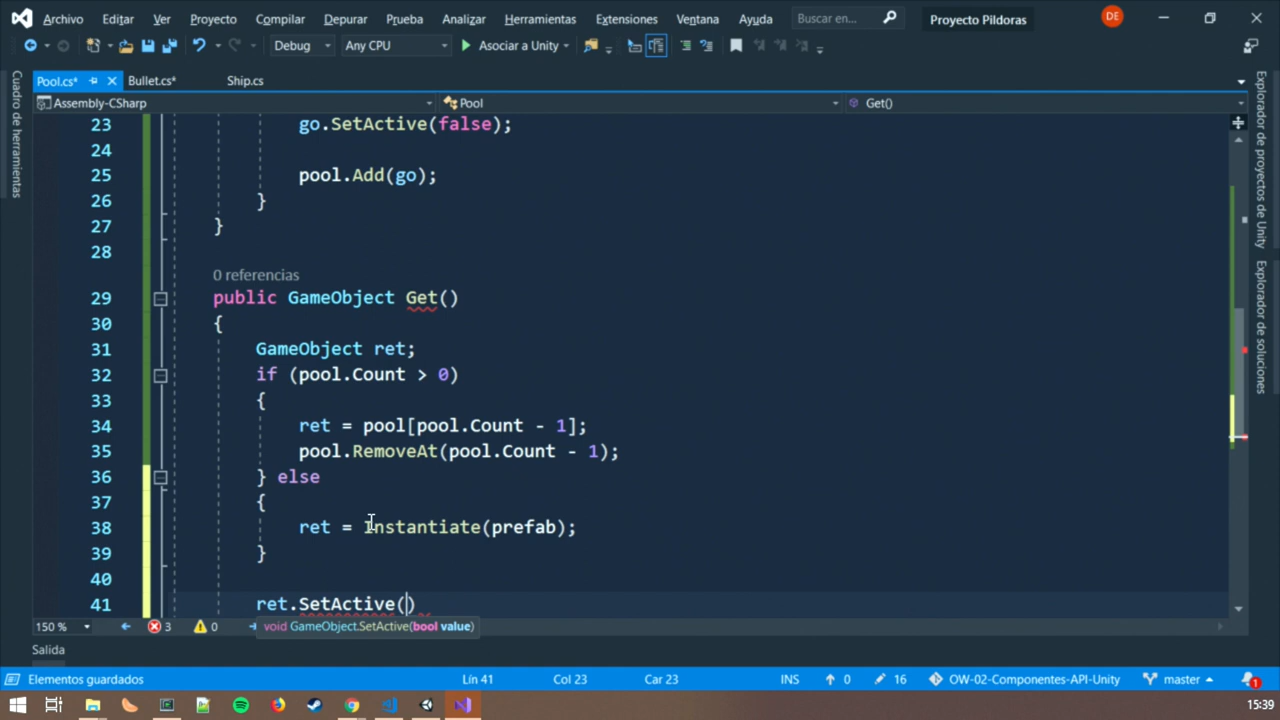 Archivo Editar Ver Proyecto Compilar Depurar Prueba Analizar Herramientas Extensiones Ventana Ayuda Buscar en... Proyecto Pildoras DE
Debug Any CPU Asociar a Unity
Pool.cs* Bullet.cs* Ship.cs
Assembly-CSharp Pool Get()
Cuadro de herramientas
Explorador de proyectos de Unity
Explorador de soluciones
23 go.SetActive(false);
24
25 pool.Add(go);
26 }
27 }
28
0 referencias
29 public GameObject Get()
30 {
31 GameObject ret;
32 if (pool.Count > 0)
33 {
34 ret = pool[pool.Count - 1];
35 pool.RemoveAt(pool.Count - 1);
36 } else
37 {
38 ret = Instantiate(prefab);
39 }
40
41 ret.SetActive()
150 % 3 0 void GameObject.SetActive(bool value)
Salida
Elementos guardados Lín 41 Col 23 Car 23 INS 0 16 OW-02-Componentes-API-Unity master 1
15:39